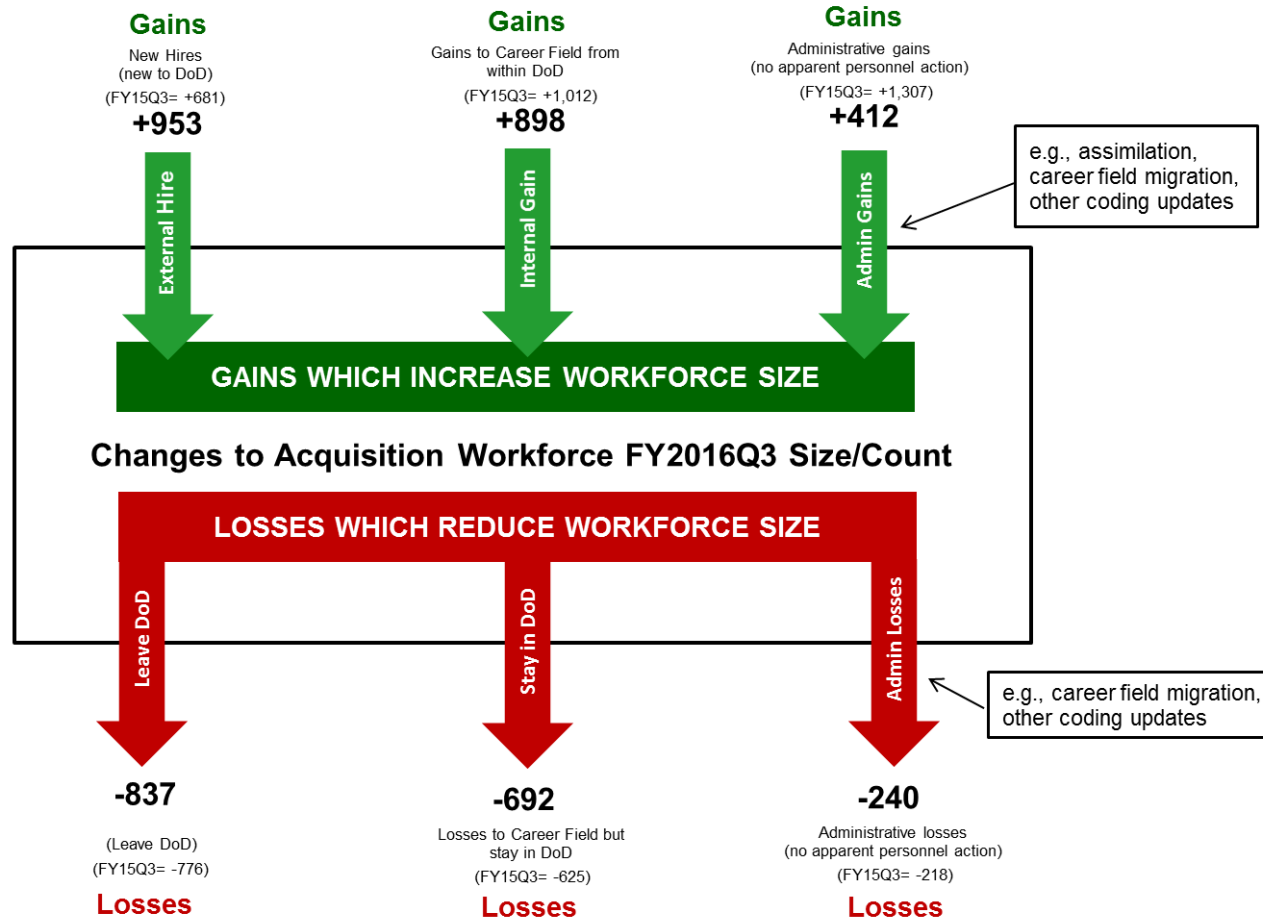 Gains
New Hires
(new to DoD)
(FY15Q3= +681)
+953
Gains
Gains to Career Field from
within DoD
(FY15Q3= +1,012)
+898
Gains
Administrative gains
(no apparent personnel action)
(FY15Q3= +1,307)
+412
e.g., assimilation,
career field migration,
other coding updates
External Hire
Internal Gain
Admin Gains
GAINS WHICH INCREASE WORKFORCE SIZE
Changes to Acquisition Workforce FY2016Q3 Size/Count
LOSSES WHICH REDUCE WORKFORCE SIZE
Leave DoD
Stay in DoD
Admin Losses
e.g., career field migration,
other coding updates
-837
(Leave DoD)
(FY15Q3= -776)
Losses
-692
Losses to Career Field but
stay in DoD
(FY15Q3= -625)
Losses
-240
Administrative losses
(no apparent personnel action)
(FY15Q3= -218)
Losses